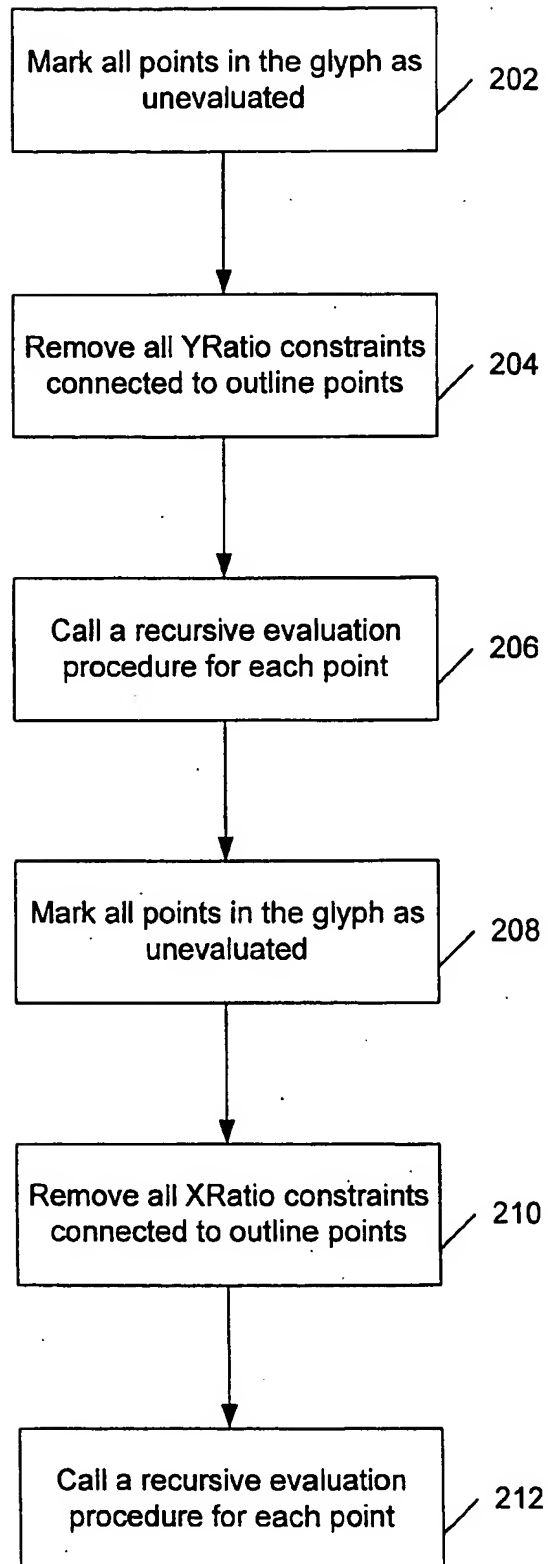 Mark all points in the glyph as
unevaluated
202
Remove all YRatio constraints
connected to outline points
204
Call a recursive evaluation
procedure for each point
206
Mark all points in the glyph as
unevaluated
208
Remove all XRatio constraints
connected to outline points
210
Call a recursive evaluation
procedure for each point
212